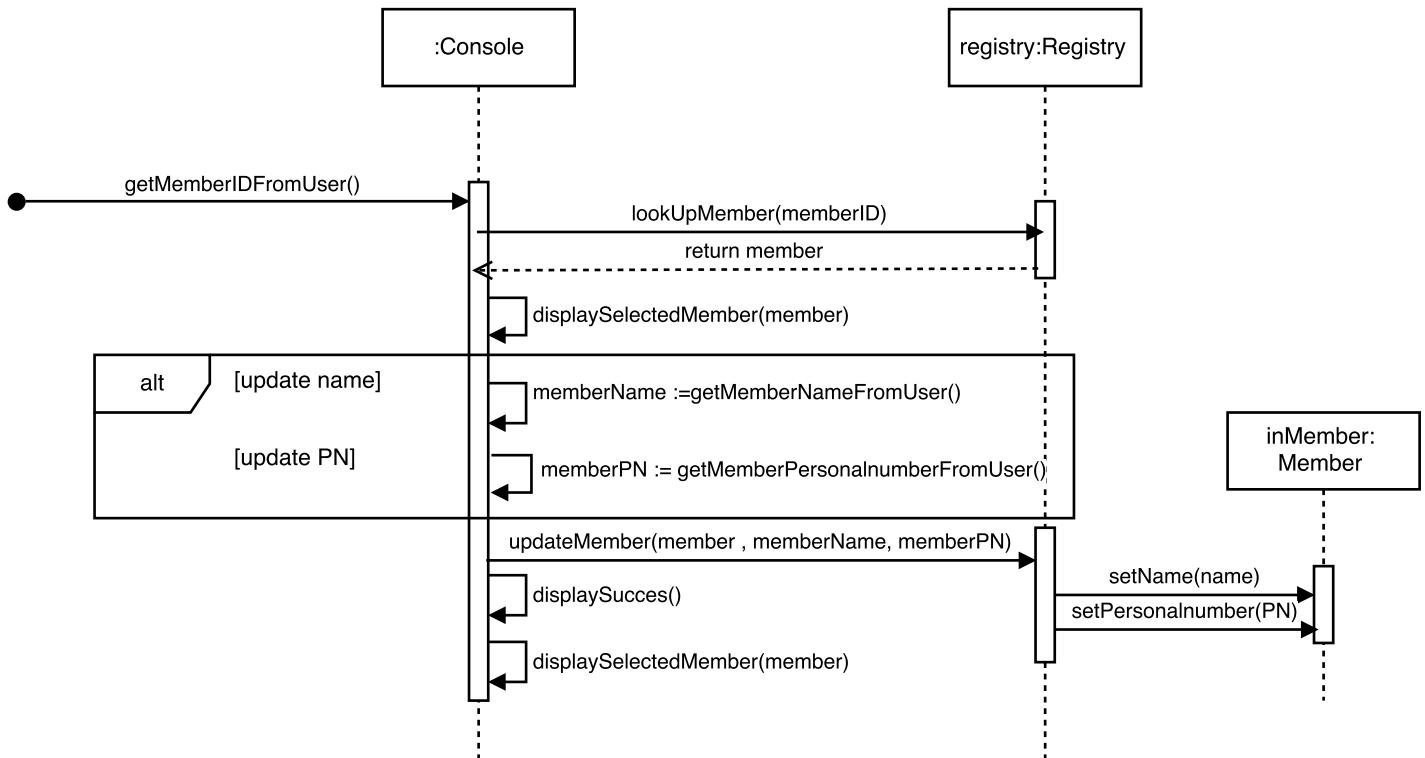 :Console
registry:Registry
getMemberIDFromUser()
lookUpMember(memberID)
return member
displaySelectedMember(member)
alt
[update name]
memberName :=getMemberNameFromUser()
inMember:
Member
[update PN]
memberPN := getMemberPersonalnumberFromUser()
updateMember(member , memberName, memberPN)
setName(name)
displaySucces()
setPersonalnumber(PN)
displaySelectedMember(member)